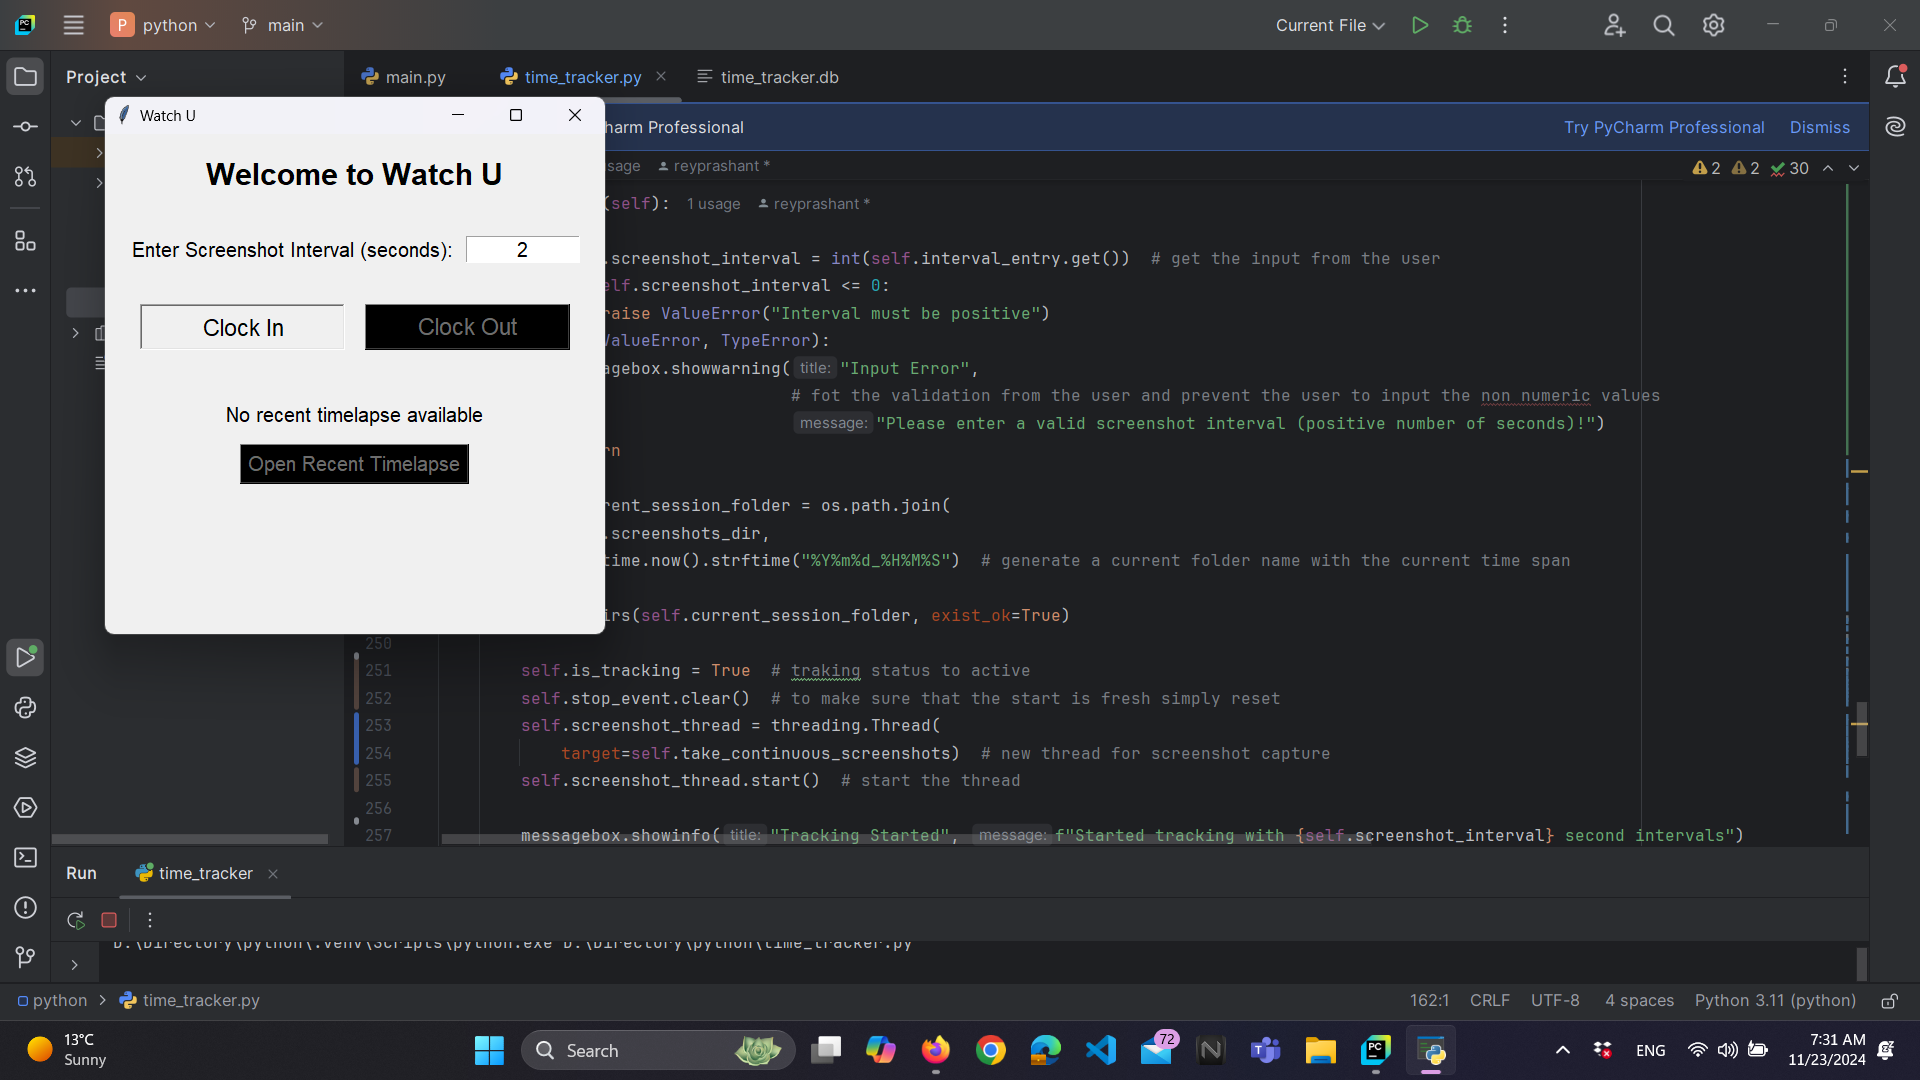 P python main Current File
Project main.py time_tracker.py time_tracker.db
Watch U
Welcome to Watch U
Enter Screenshot Interval (seconds): 2
Clock In Clock Out
No recent timelapse available
Open Recent Timelapse
harm Professional Try PyCharm Professional Dismiss
sage reyprashant * 2 2 30
(self): 1 usage reyprashant *
.screenshot_interval = int(self.interval_entry.get()) # get the input from the user
lf.screenshot_interval <= 0:
raise ValueError("Interval must be positive")
ValueError, TypeError):
agebox.showwarning( title: "Input Error",
# fot the validation from the user and prevent the user to input the non numeric values
message: "Please enter a valid screenshot interval (positive number of seconds)!")
rn
rent_session_folder = os.path.join(
.screenshots_dir,
time.now().strftime("%Y%m%d_%H%M%S") # generate a current folder name with the current time span
irs(self.current_session_folder, exist_ok=True)
250
251 self.is_tracking = True # traking status to active
252 self.stop_event.clear() # to make sure that the start is fresh simply reset
253 self.screenshot_thread = threading.Thread(
254 target=self.take_continuous_screenshots) # new thread for screenshot capture
255 self.screenshot_thread.start() # start the thread
256
257 messagebox.showinfo( title: "Tracking Started", message: f"Started tracking with {self.screenshot_interval} second intervals")
Run time_tracker
D:\Directory\python\.venv\Scripts\python.exe D:\Directory\python\time_tracker.py
python > time_tracker.py 162:1 CRLF UTF-8 4 spaces Python 3.11 (python)
13°C
Sunny
Search
72
ENG
7:31 AM
11/23/2024